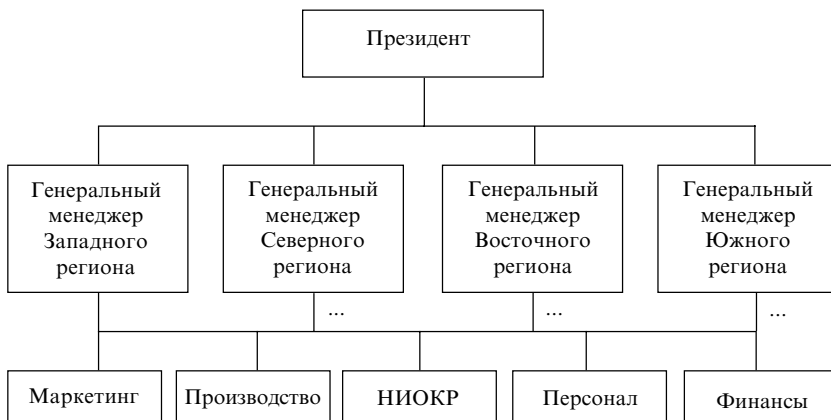 Президент
Генеральный
менеджер
Западного
региона
Генеральный
менеджер
Северного
региона
Генеральный
менеджер
Восточного
региона
Генеральный
менеджер
Южного
региона
...
...
...
Маркетинг
Производство
НИОКР
Персонал
Финансы